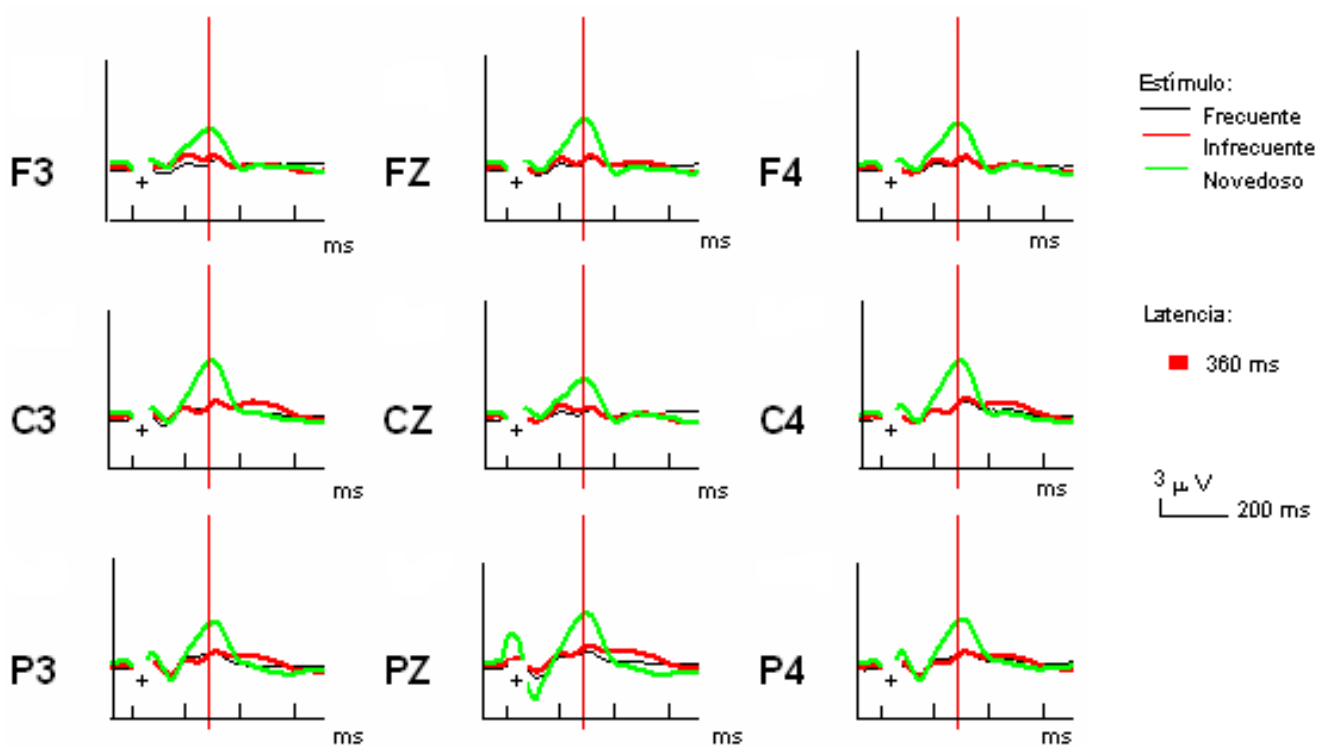 F3
ms
FZ
ms
F4
ms
Estímulo:
Frecuente
Infrecuente
Novedoso
C3
ms
CZ
ms
C4
ms
Latencia:
360 ms
3 μ V
200 ms
P3
ms
PZ
ms
P4
ms